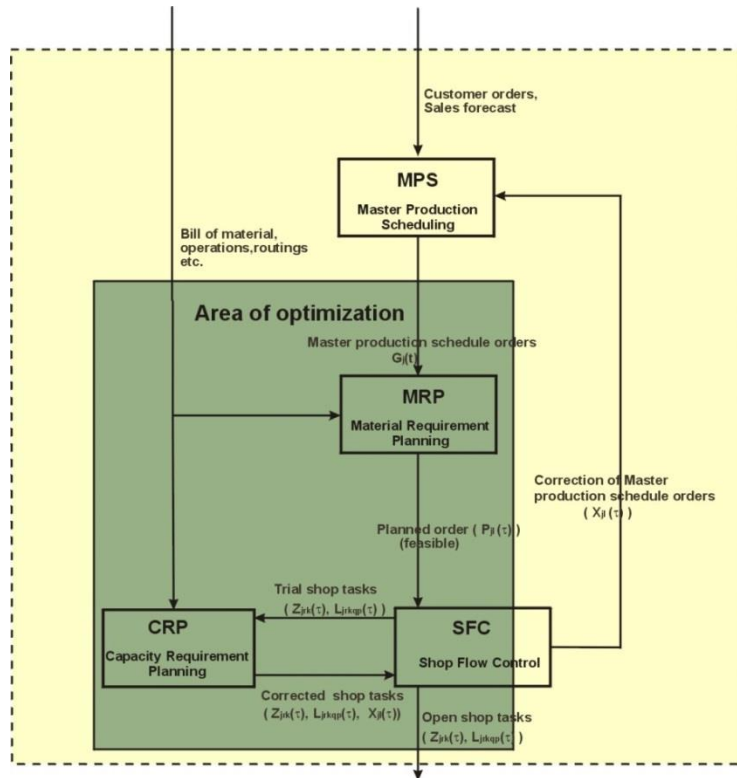 Customer orders,
Sales forecast
MPS
Master Production
Scheduling
Bill of material,
operations,routings
etc.
Area of optimization
Master production schedule orders
Gⱼ(t)
MRP
Material Requirement
Planning
Correction of Master
production schedule orders
( Xⱼₗ(τ) )
Planned order ( Pⱼₗ(τ) )
(feasible)
Trial shop tasks
( Zⱼᵣₖ(τ), Lⱼᵣₖqₚ(τ) )
CRP
Capacity Requirement
Planning
SFC
Shop Flow Control
Corrected shop tasks
( Zⱼᵣₖ(τ), Lⱼᵣₖqₚ(τ), Xⱼₗ(τ))
Open shop tasks
( Zⱼᵣₖ(τ), Lⱼᵣₖqₚ(τ) )